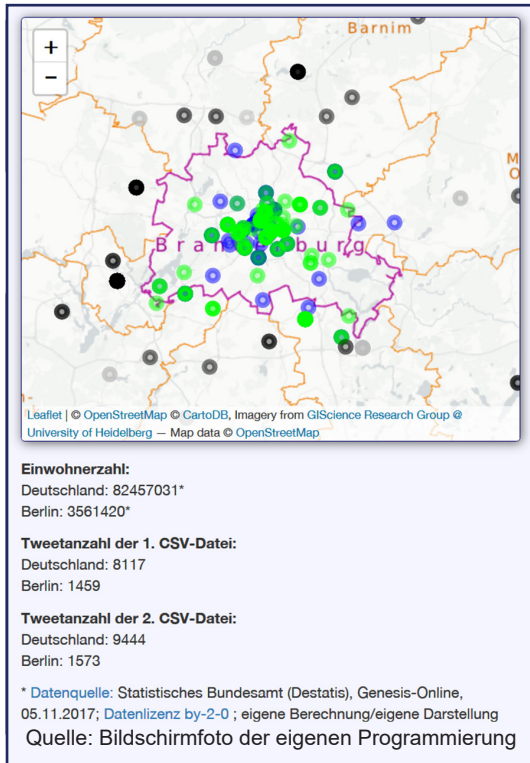 Barnim
+
−
M
O
Brandenburg
Leaflet | © OpenStreetMap © CartoDB, Imagery from GIScience Research Group @
University of Heidelberg — Map data © OpenStreetMap
Einwohnerzahl:
Deutschland: 82457031*
Berlin: 3561420*
Tweetanzahl der 1. CSV-Datei:
Deutschland: 8117
Berlin: 1459
Tweetanzahl der 2. CSV-Datei:
Deutschland: 9444
Berlin: 1573
* Datenquelle: Statistisches Bundesamt (Destatis), Genesis-Online,
05.11.2017; Datenlizenz by-2-0 ; eigene Berechnung/eigene Darstellung
Quelle: Bildschirmfoto der eigenen Programmierung